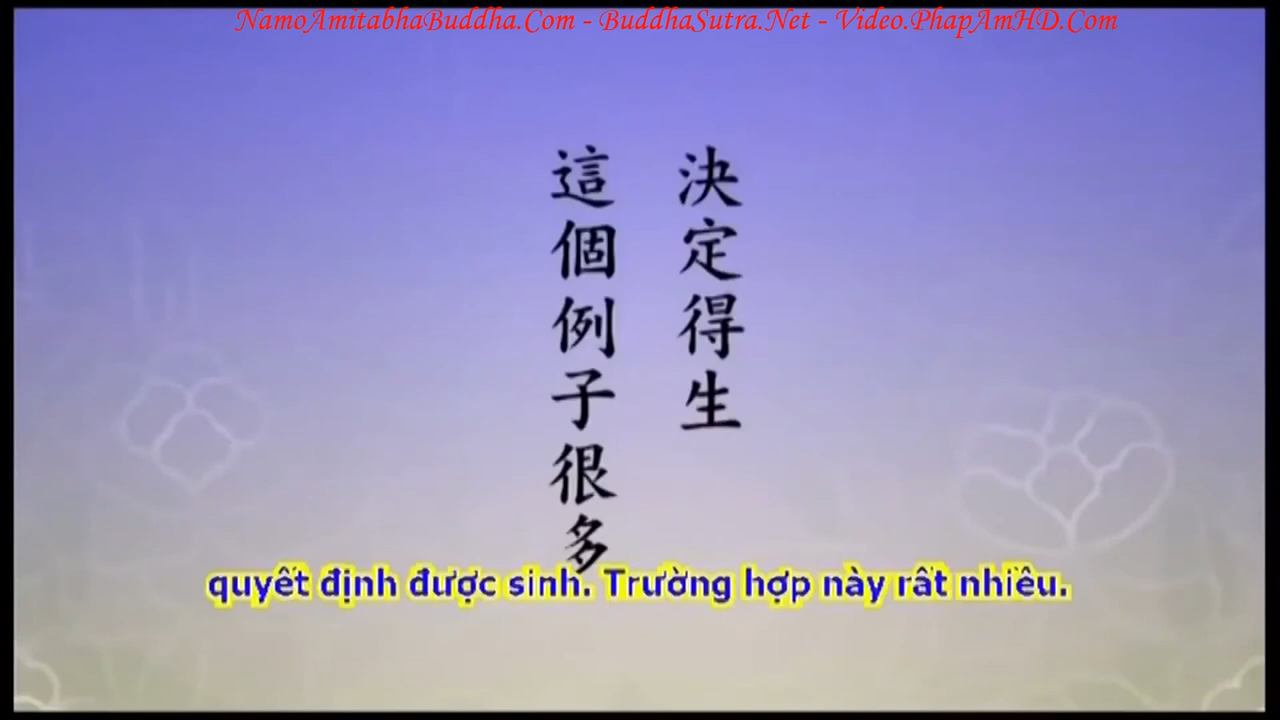 NamoAmitabhaBuddha.Com - BuddhaSutra.Net - Video.PhapAmHD.Com
決定得生
這個例子很多
quyết định được sinh. Trường hợp này rất nhiều.